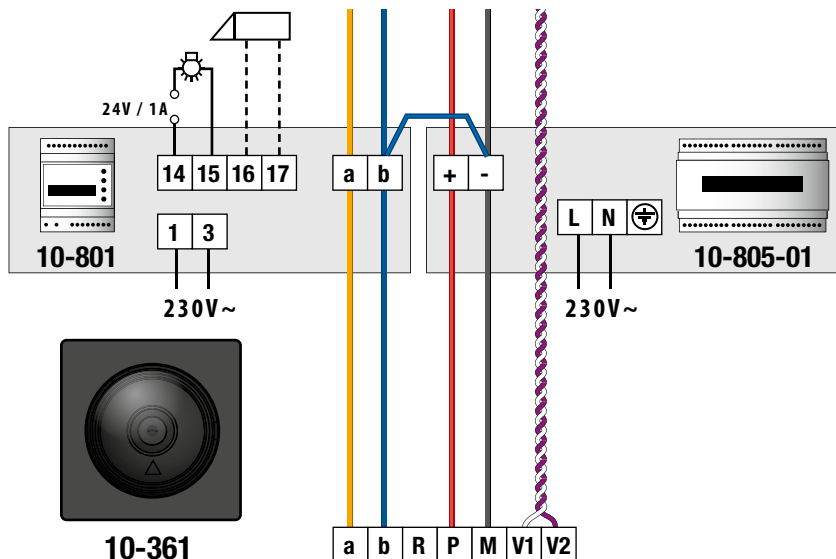 24V / 1A
14 15 16 17
a b
+ -
1 3
L N
10-801
10-805-01
230V~
230V~
10-361
a b R P M V1 V2